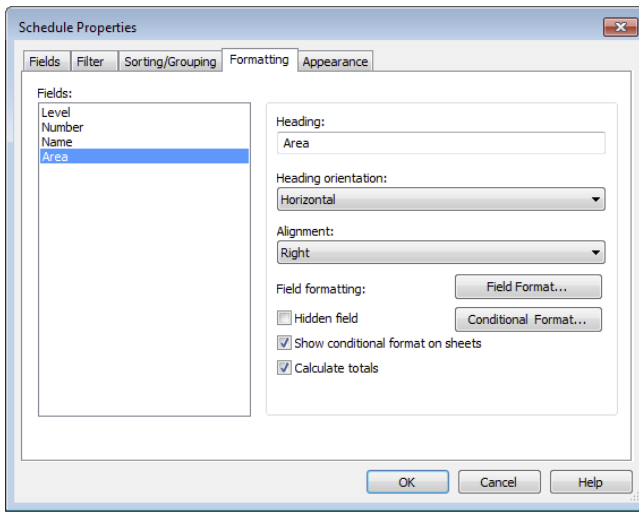 Schedule Properties
Fields Filter Sorting/Grouping Formatting Appearance
Fields:
Level
Number
Name
Area
Heading:
Area
Heading orientation:
Horizontal
Alignment:
Right
Field formatting:
Field Format...
Hidden field
Conditional Format...
Show conditional format on sheets
Calculate totals
OK Cancel Help